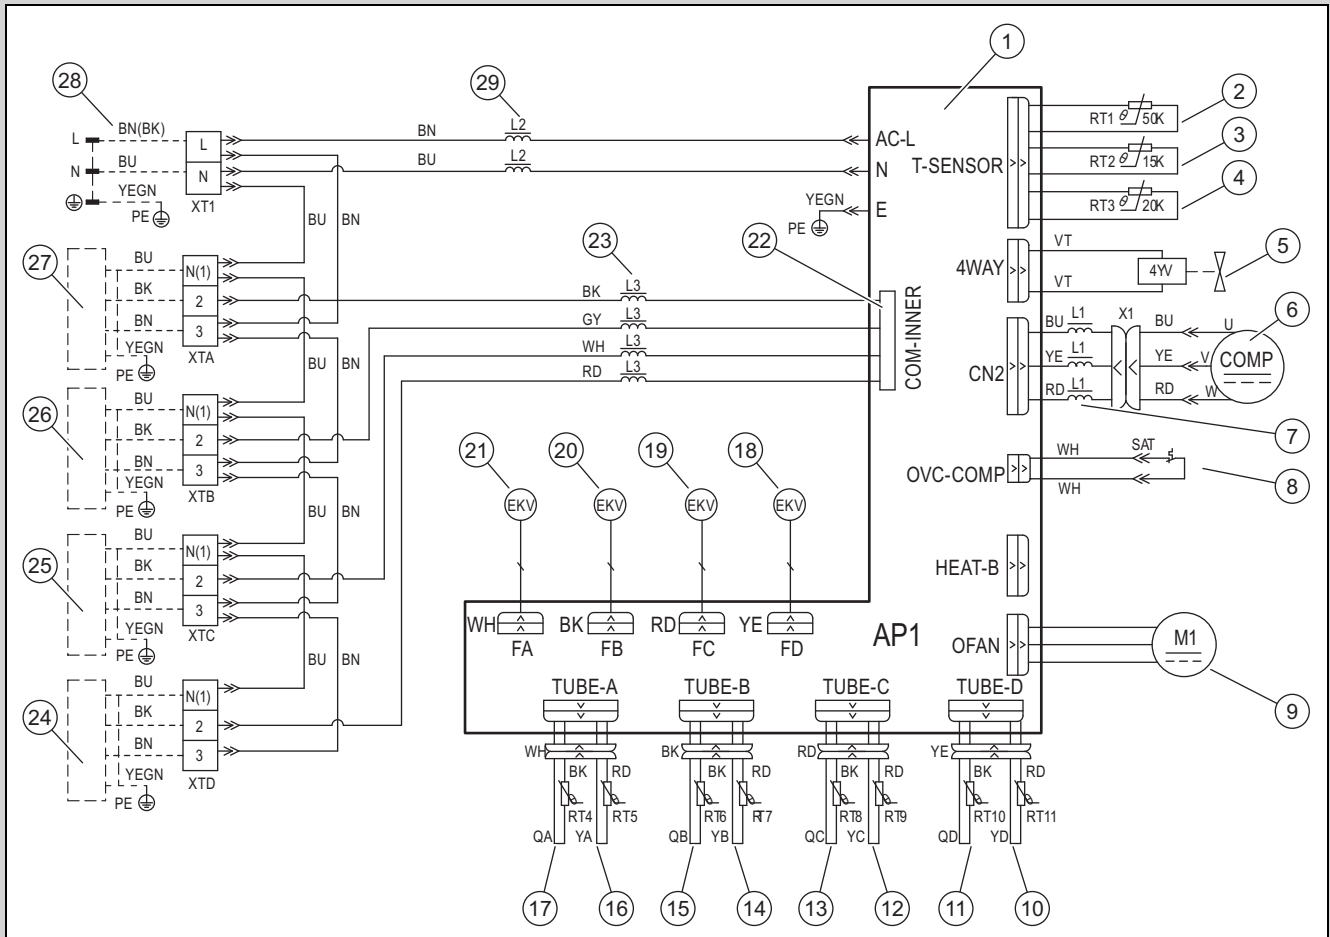 1
28
29
2
BN(BK)
L2
BN
L
L
AC-L
RT1 θ 50K
3
BU
BU
L2
N
N
N
T-SENSOR
RT2 θ 15K
4
YEGN
YEGN
E
RT3 θ 20K
PE
XT1
PE
BU
BN
27
23
22
5
BU
N(1)
4WAY
VT
4YV
VT
BK
2
BK
L3
BN
3
GY
L3
COM-INNER
6
YEGN
XTA
WH
L3
PE
BU
BN
RD
L3
CN2
BU
L1
X1
BU
U
YE
L1
YE
V
COMP
RD
L1
RD
W
7
26
BU
N(1)
BK
2
BN
3
YEGN
XTB
PE
BU
BN
21
20
19
18
EKV
EKV
EKV
EKV
OVC-COMP
WH
SAT
WH
8
25
BU
N(1)
BK
2
BN
3
YEGN
XTC
PE
BU
BN
HEAT-B
WH
FA
BK
FB
RD
FC
YE
FD
AP1
OFAN
M1
9
24
BU
N(1)
BK
2
BN
3
YEGN
XTD
PE
TUBE-A
TUBE-B
TUBE-C
TUBE-D
WH
BK
RD
YE
BK
RD
BK
RD
BK
RD
BK
RD
RT4
RT5
RT6
RT7
RT8
RT9
RT10
RT11
QA
YA
QB
YB
QC
YC
QD
YD
17
16
15
14
13
12
11
10